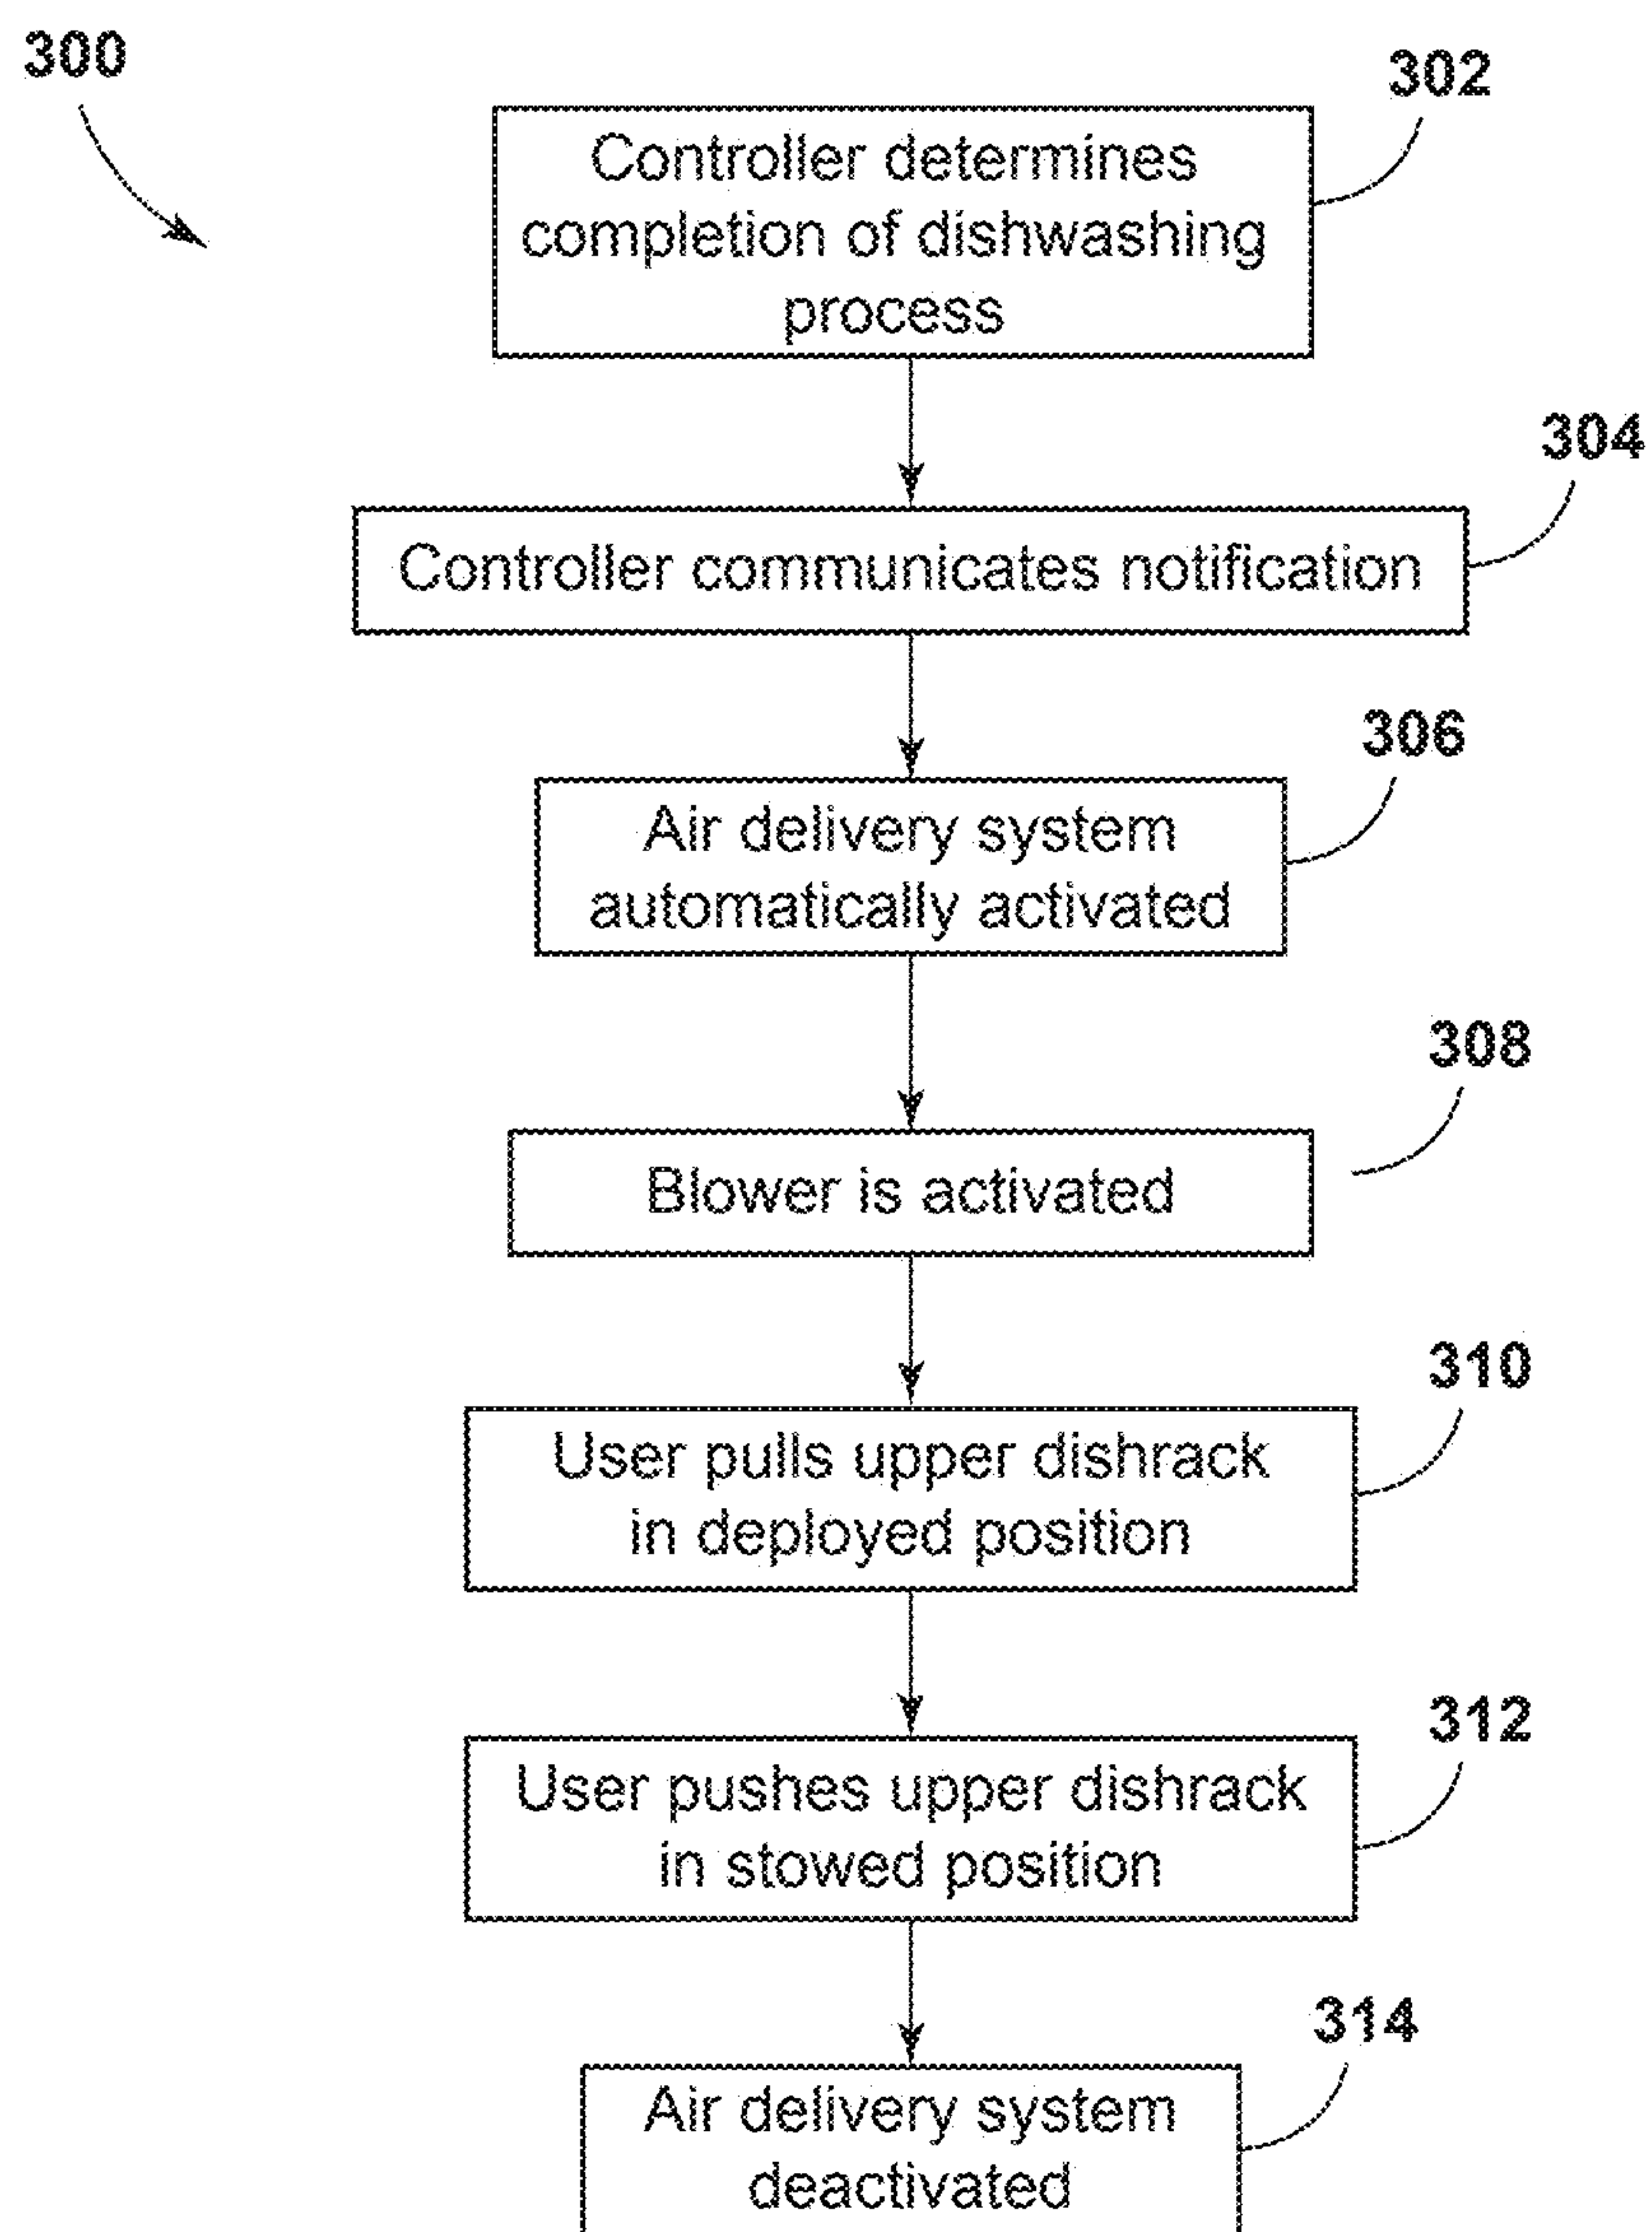 300
302
Controller determines
completion of dishwashing
process
304
Controller communicates notification
306
Air delivery system
automatically activated
308
Blower is activated
310
User pulls upper dishrack
in deployed position
312
User pushes upper dishrack
in stowed position
314
Air delivery system
deactivated